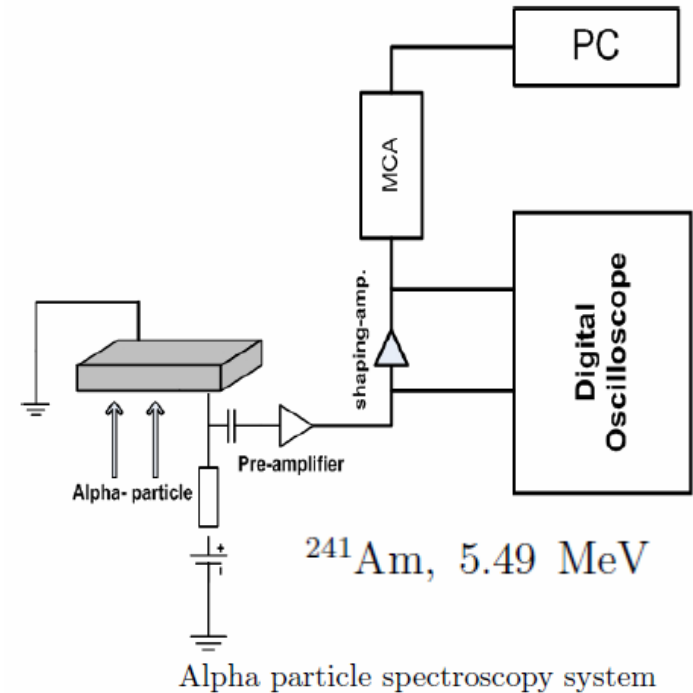 PC
MCA
shaping-amp.
Digital
Oscilloscope
Pre-amplifier
Alpha- particle
+
-
²⁴¹Am, 5.49 MeV
Alpha particle spectroscopy system